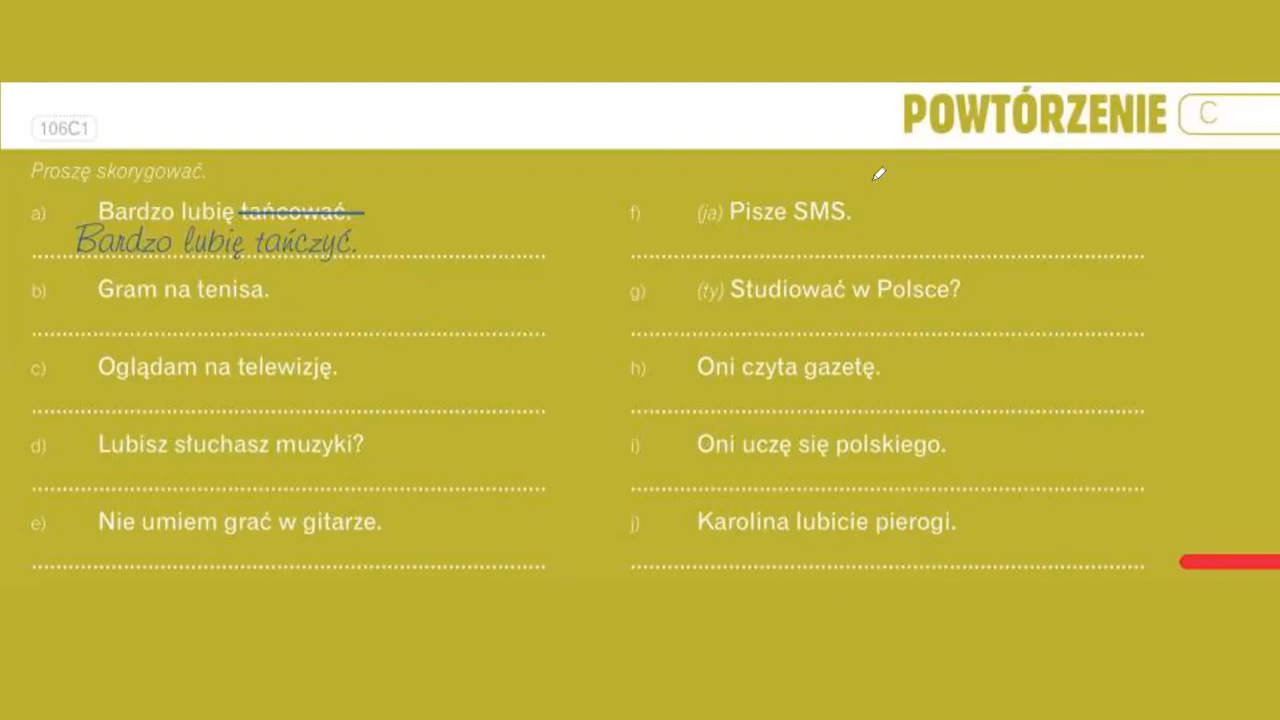 POWTÓRZENIE C
106C1
Proszę skorygować.
a) Bardzo lubię tańcować.
Bardzo lubię tańczyć.
b) Gram na tenisa.
c) Oglądam na telewizję.
d) Lubisz słuchasz muzyki?
e) Nie umiem grać w gitarze.
f) (ja) Pisze SMS.
g) (ty) Studiować w Polsce?
h) Oni czyta gazetę.
i) Oni uczę się polskiego.
j) Karolina lubicie pierogi.